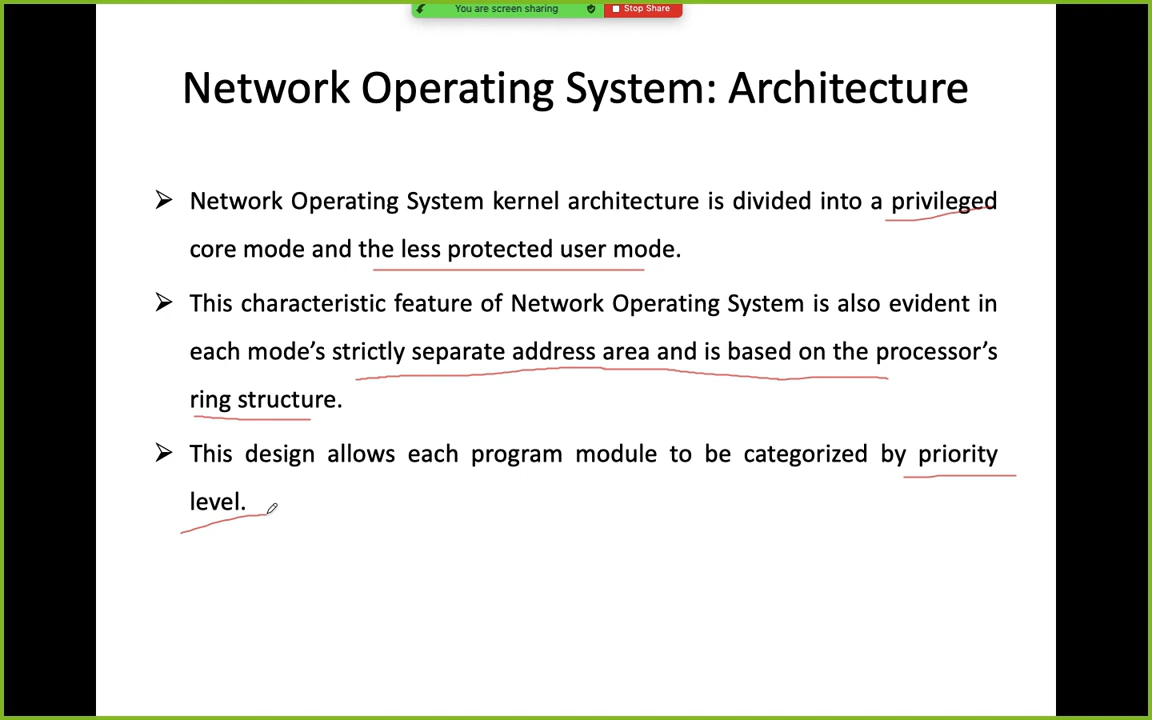 You are screen sharing Stop Share
Network Operating System: Architecture
Network Operating System kernel architecture is divided into a privileged
core mode and the less protected user mode.
This characteristic feature of Network Operating System is also evident in
each mode’s strictly separate address area and is based on the processor’s
ring structure.
This design allows each program module to be categorized by priority
level.